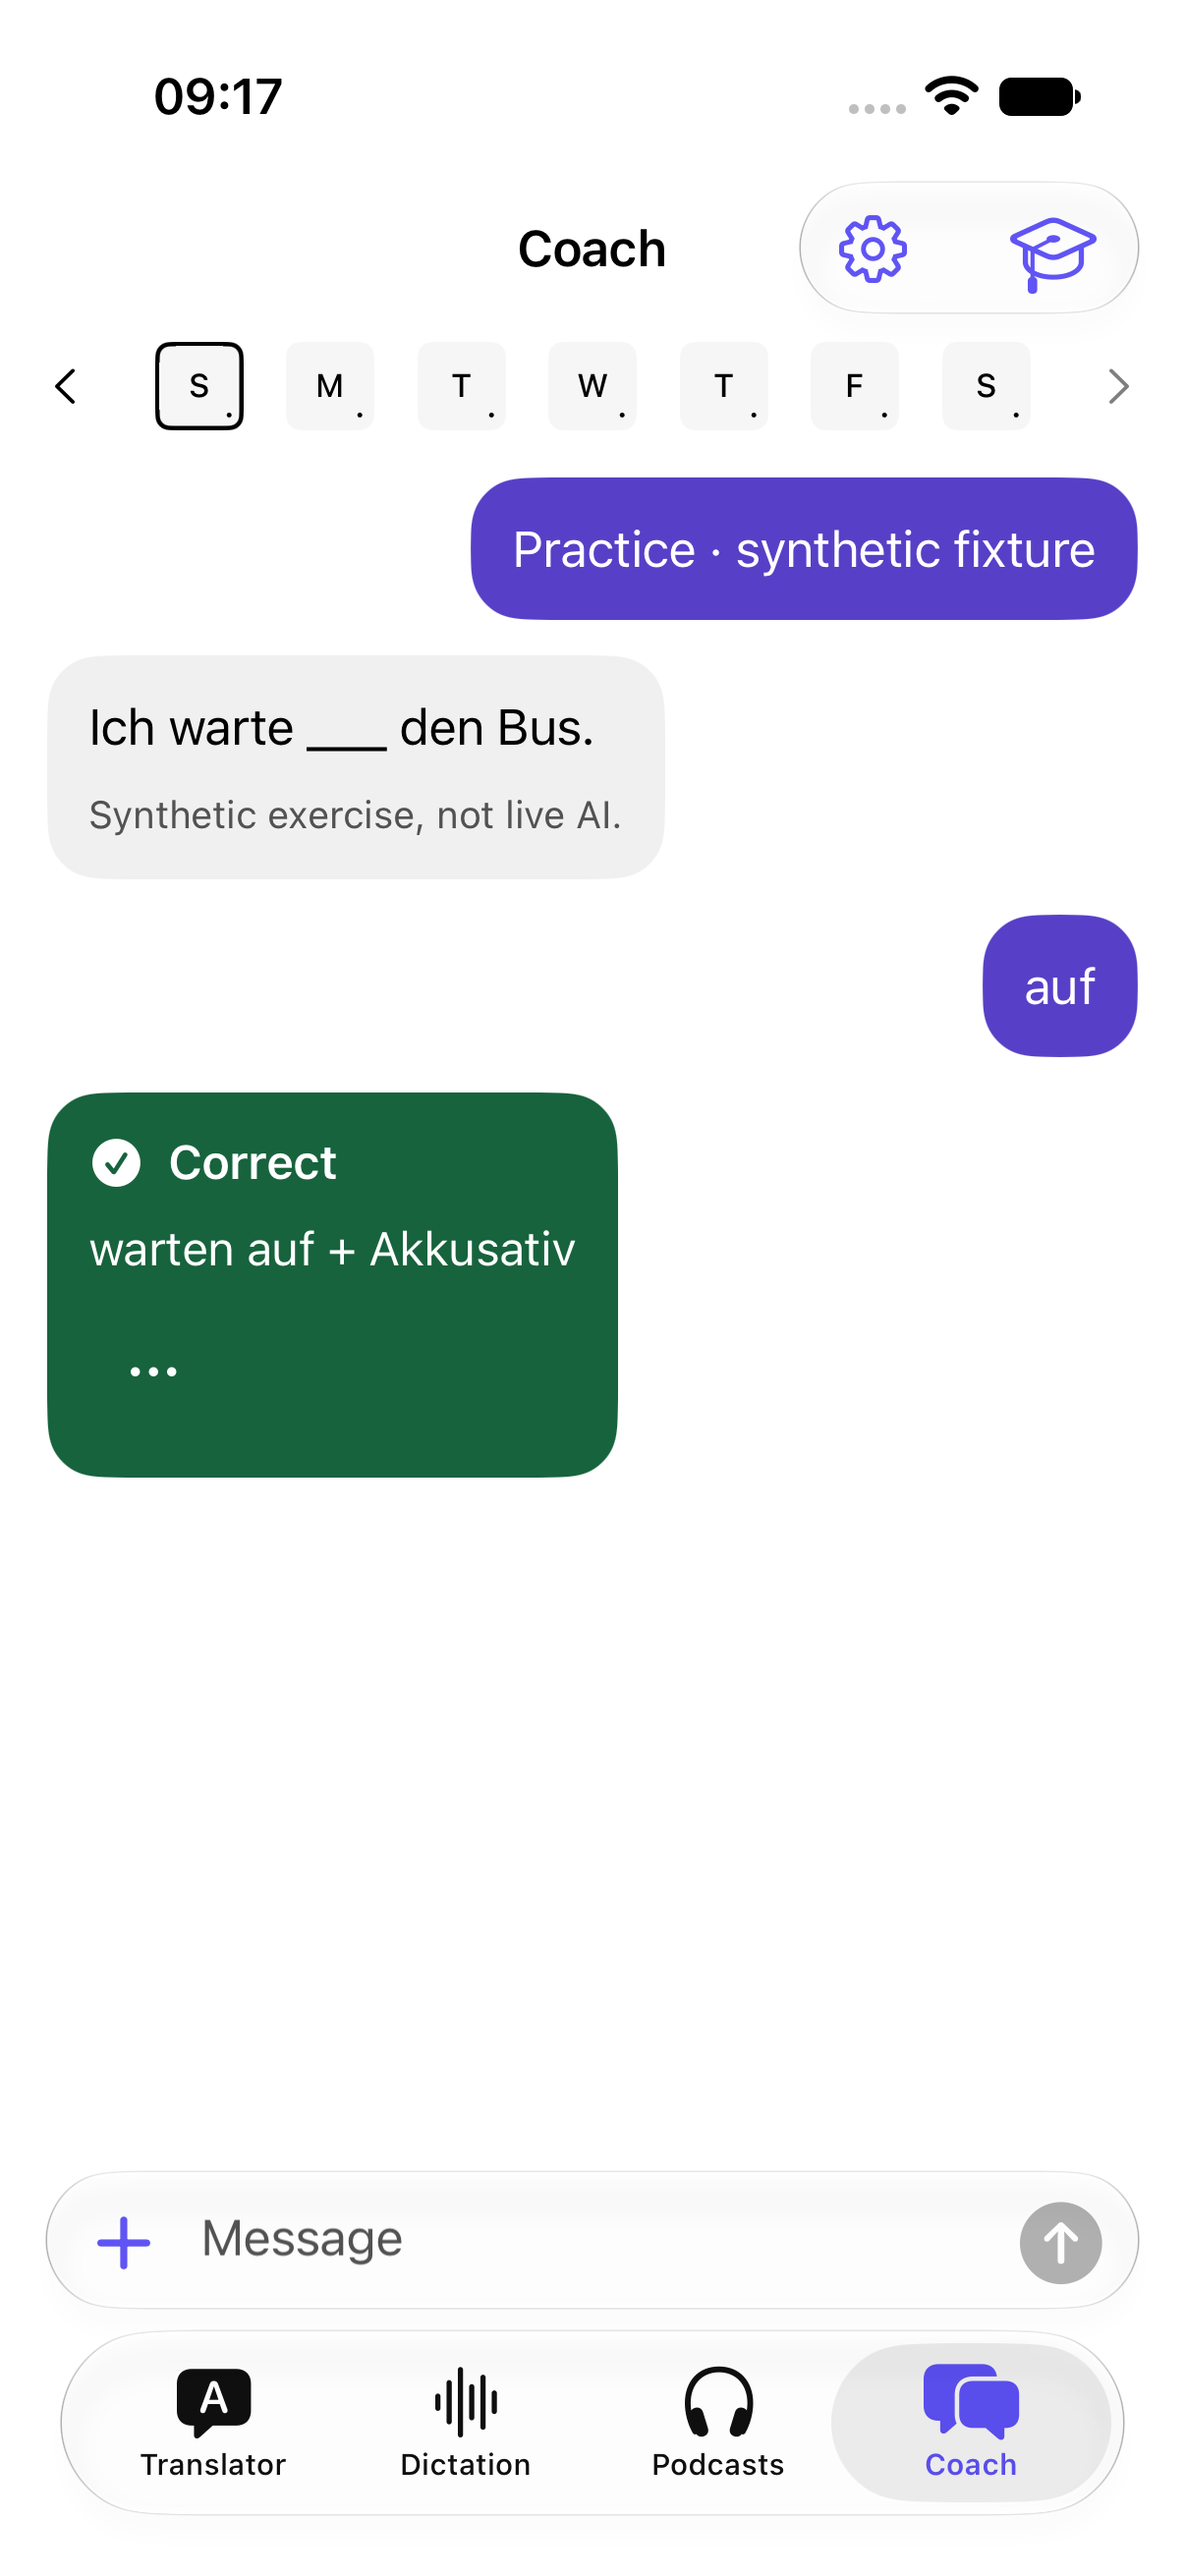 09:17
Coach
S M T W T F S
Practice · synthetic fixture
Ich warte ___ den Bus.
Synthetic exercise, not live AI.
auf
Correct
warten auf + Akkusativ
...
Message
A
Translator Dictation Podcasts Coach